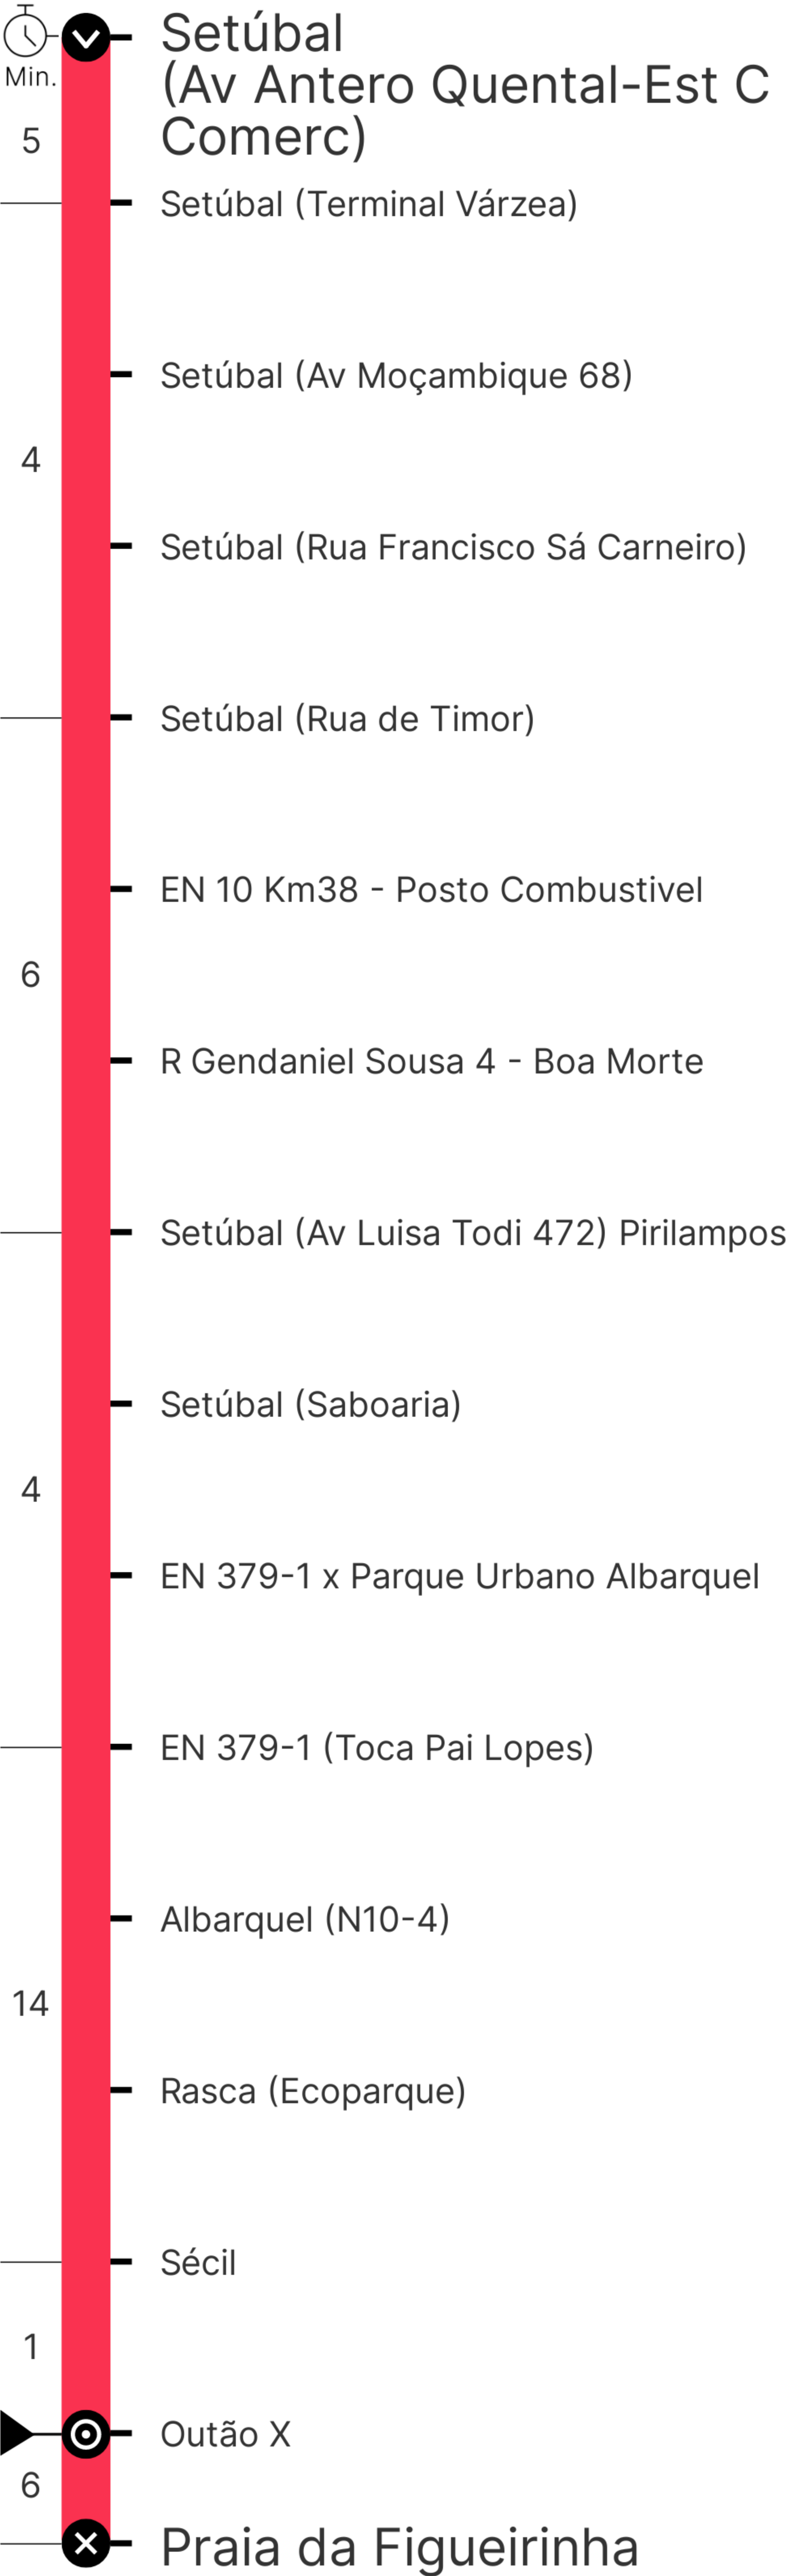 Setúbal
Min.
(Av Antero Quental-Est C
Comerc)
5
Setúbal (Terminal Várzea)
Setúbal (Av Moçambique 68)
4
Setúbal (Rua Francisco Sá Carneiro)
Setúbal (Rua de Timor)
EN 10 Km38 - Posto Combustivel
6
R Gendaniel Sousa 4 - Boa Morte
Setúbal (Av Luisa Todi 472) Pirilampos
Setúbal (Saboaria)
4
EN 379-1 x Parque Urbano Albarquel
EN 379-1 (Toca Pai Lopes)
Albarquel (N10-4)
14
Rasca (Ecoparque)
Sécil
1
Outão X
6
Praia da Figueirinha